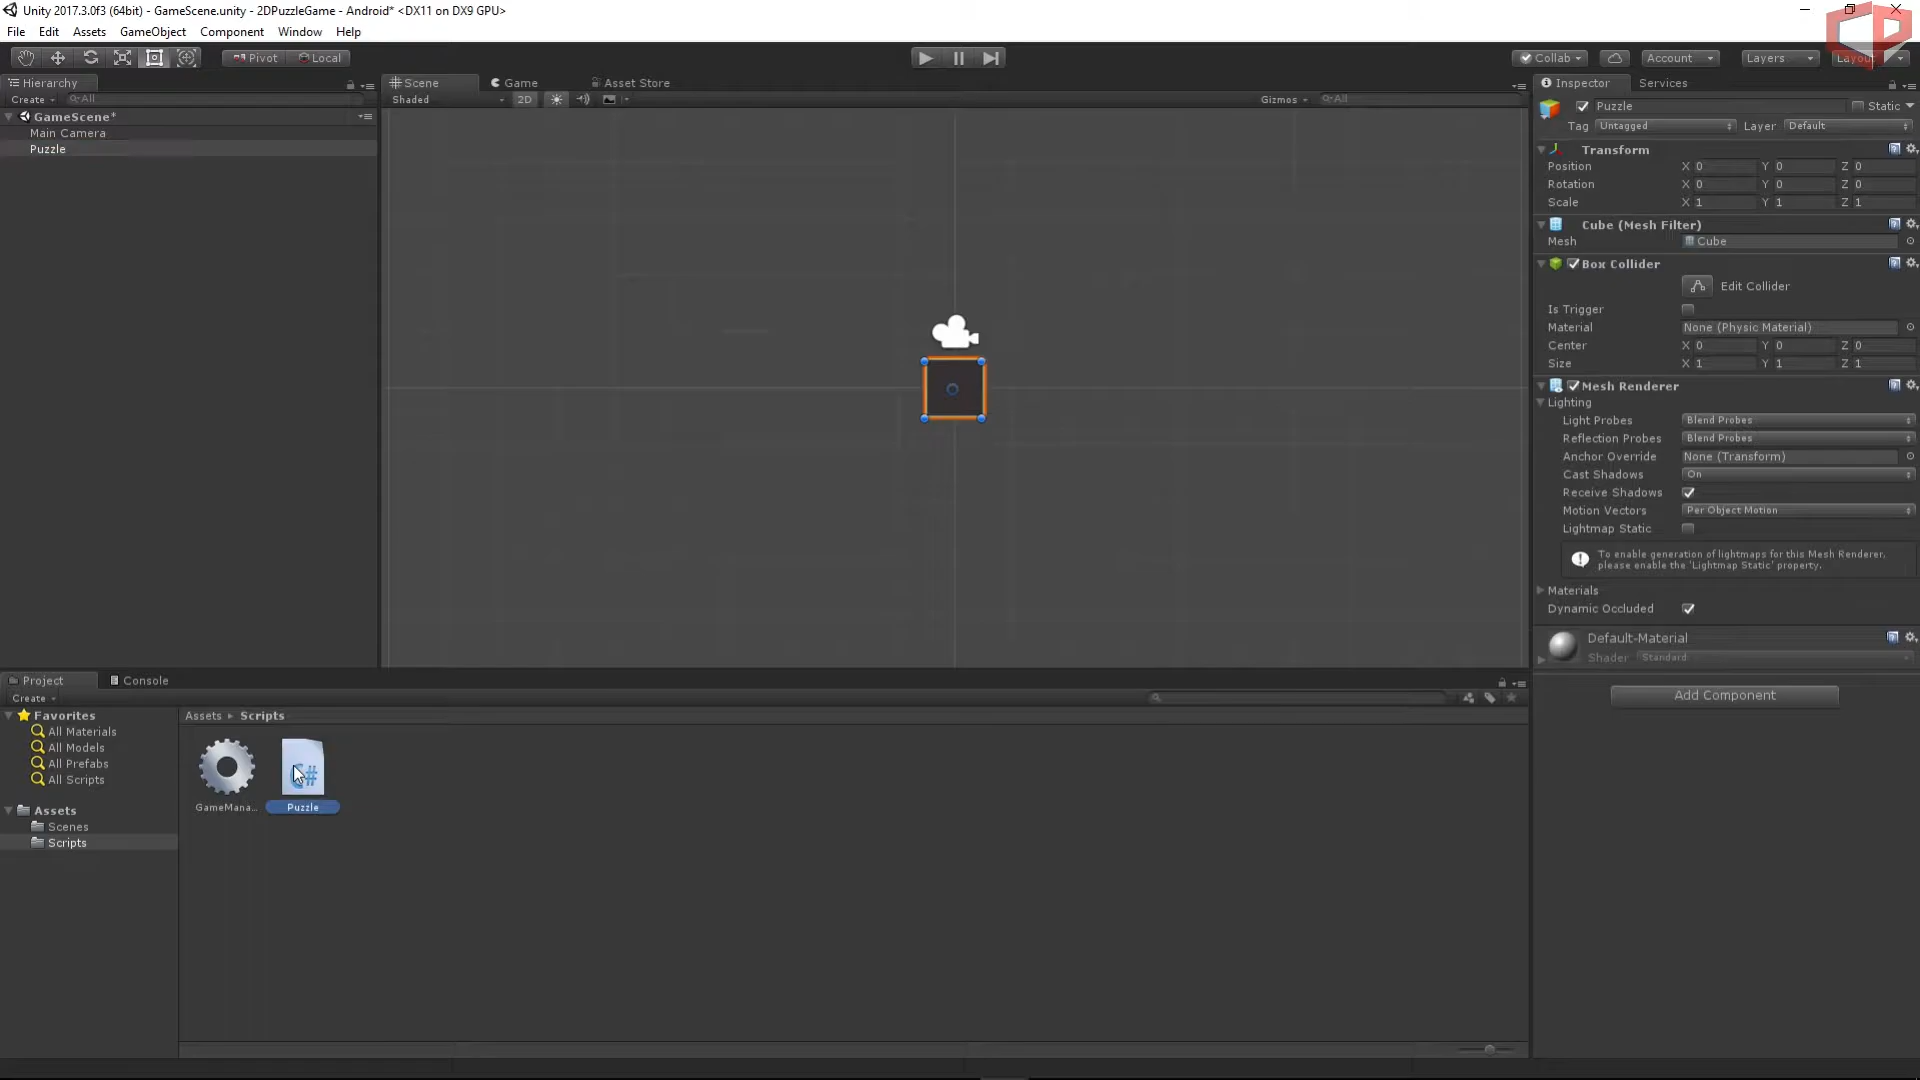 Unity 2017.3.0f3 (64bit) - GameScene.unity - 2DPuzzleGame - Android* <DX11 on DX9 GPU>
File Edit Assets GameObject Component Window Help
Pivot Local
Collab Account Layers Layout
Hierarchy
Create All
GameScene*
Main Camera
Puzzle
Scene Game Asset Store
Shaded 2D Gizmos All
Inspector Services
Puzzle Static
Tag Untagged Layer Default
Transform
Position X 0 Y 0 Z 0
Rotation X 0 Y 0 Z 0
Scale X 1 Y 1 Z 1
Cube (Mesh Filter)
Mesh Cube
Box Collider
Edit Collider
Is Trigger
Material None (Physic Material)
Center X 0 Y 0 Z 0
Size X 1 Y 1 Z 1
Mesh Renderer
Lighting
Light Probes Blend Probes
Reflection Probes Blend Probes
Anchor Override None (Transform)
Cast Shadows On
Receive Shadows
Motion Vectors Per Object Motion
Lightmap Static
To enable generation of lightmaps for this Mesh Renderer,
please enable the 'Lightmap Static' property.
Materials
Dynamic Occluded
Default-Material
Shader Standard
Add Component
Project Console
Create
Favorites
All Materials
All Models
All Prefabs
All Scripts
Assets
Scenes
Scripts
Assets Scripts
C#
GameMana... Puzzle